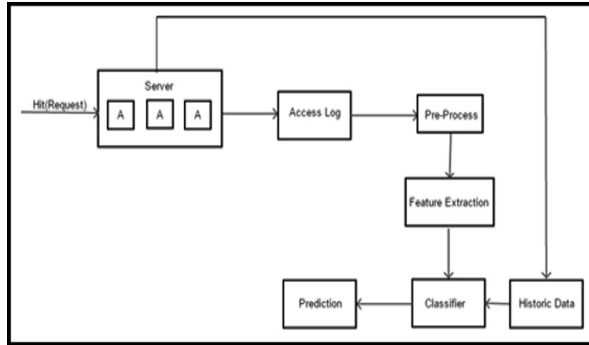 Server
Hit(Request)
A A A
Access Log
Pre-Process
Feature Extraction
Prediction
Classifier
Historic Data